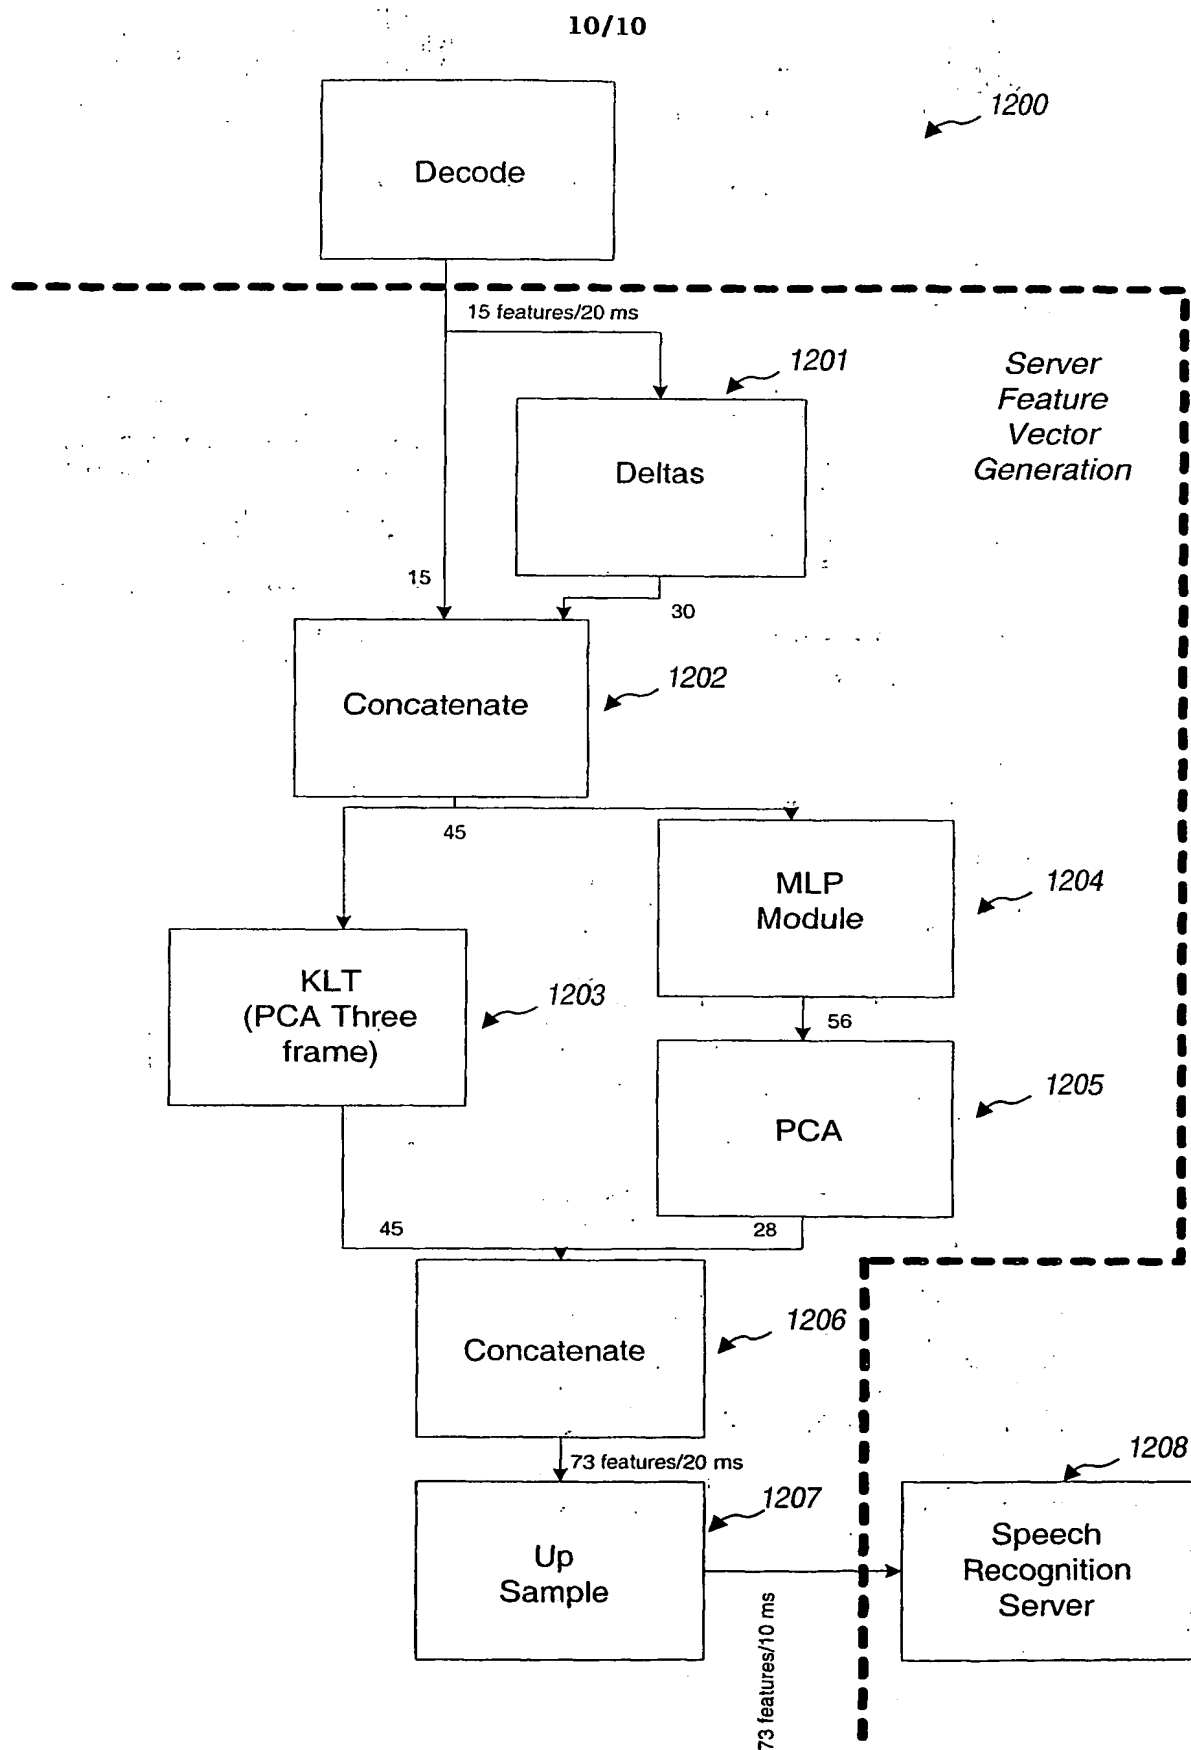 10/10
1200
Decode
15 features/20 ms
1201
Server
Feature
Vector
Generation
Deltas
15
30
1202
Concatenate
45
1204
MLP
Module
1203
KLT
(PCA Three
frame)
56
1205
PCA
45
28
1206
Concatenate
73 features/20 ms
1207
1208
Up
Sample
Speech
Recognition
Server
73 features/10 ms